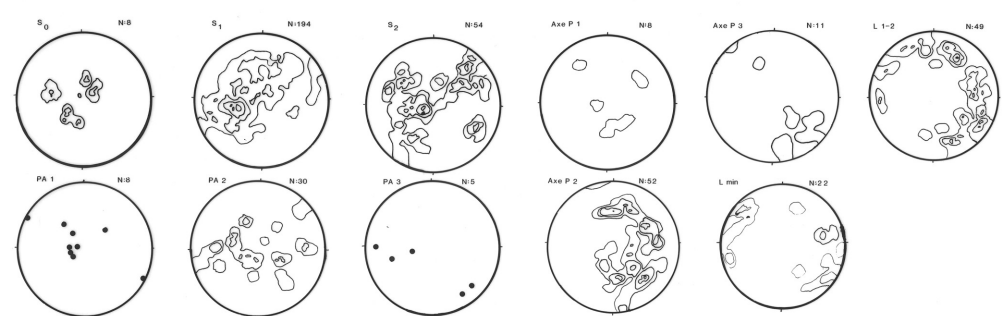 S₀ N:8
S₁ N:194
S₂ N:54
Axe P 1 N:8
Axe P 3 N:11
L 1-2 N:49
PA 1 N:8
PA 2 N:30
PA 3 N:5
Axe P 2 N:52
L min N:22